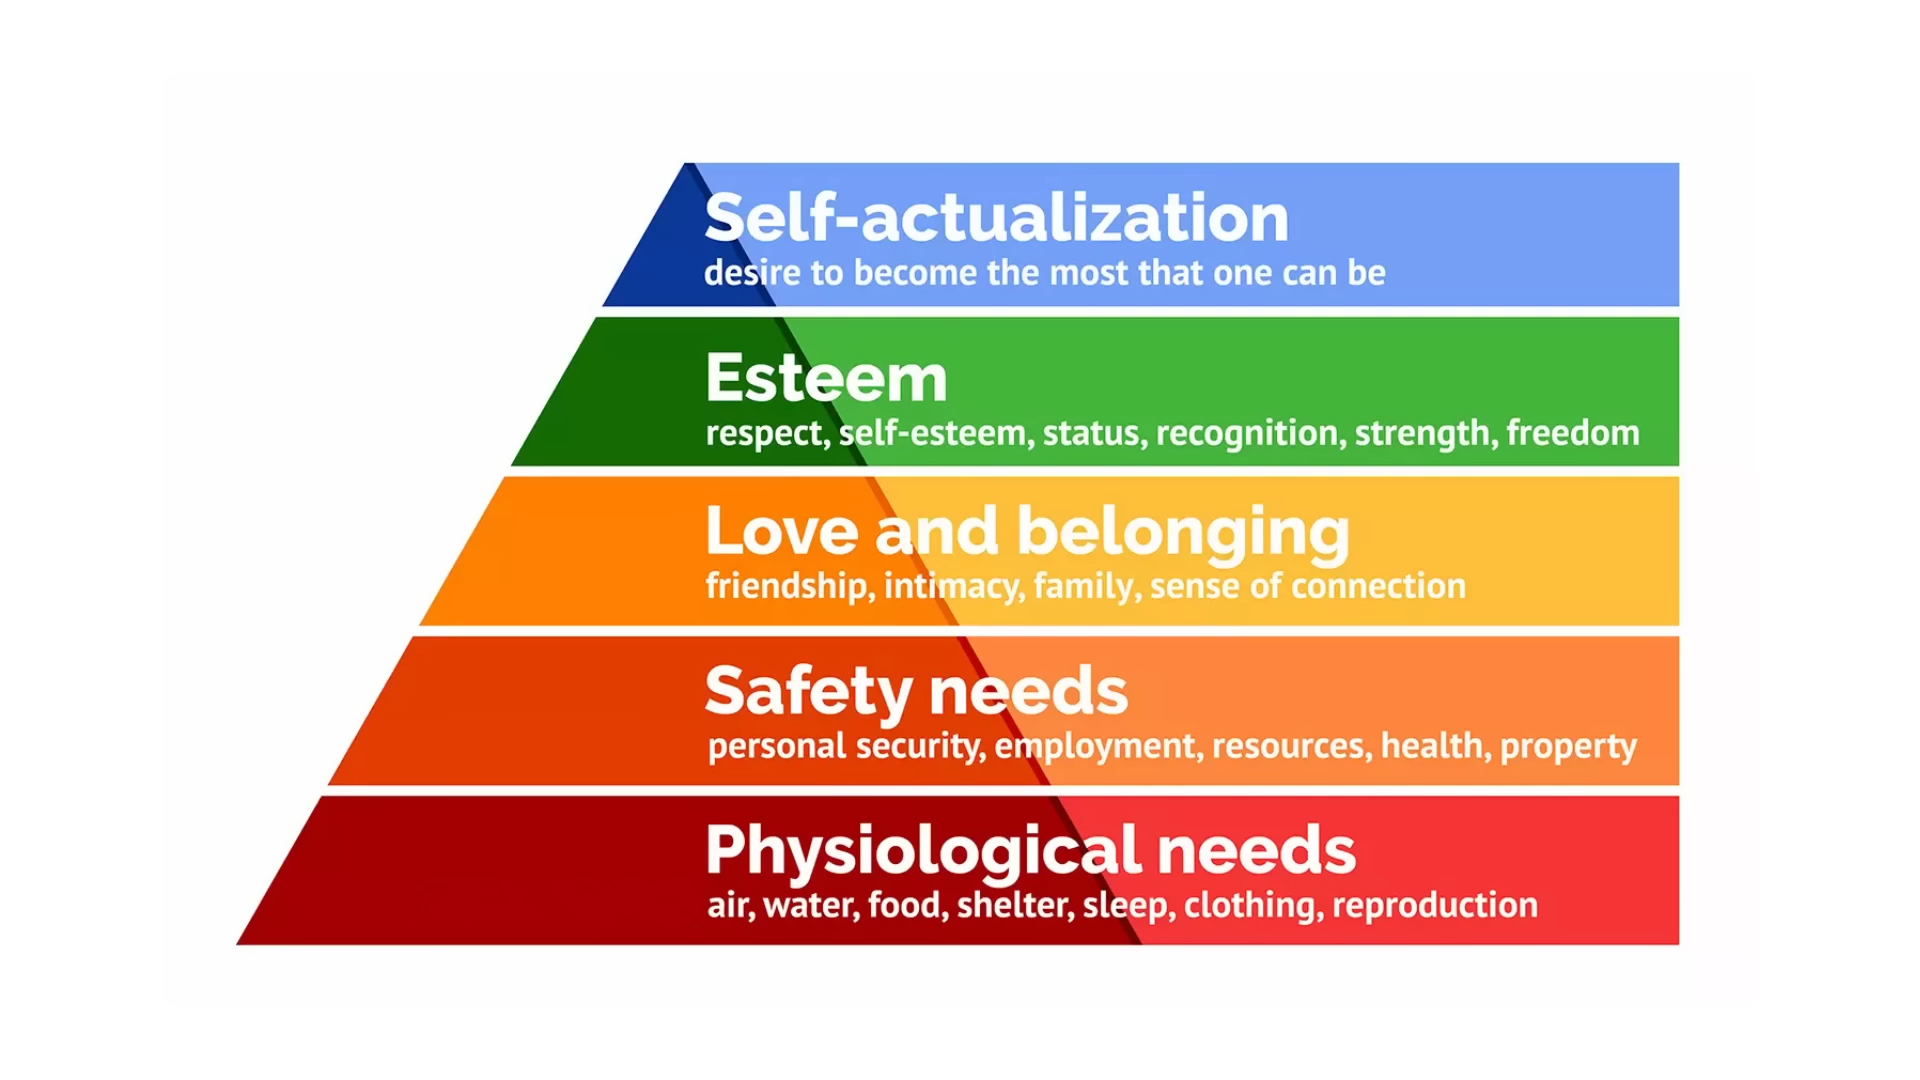 Self-actualization
desire to become the most that one can be
Esteem
respect, self-esteem, status, recognition, strength, freedom
Love and belonging
friendship, intimacy, family, sense of connection
Safety needs
personal security, employment, resources, health, property
Physiological needs
air, water, food, shelter, sleep, clothing, reproduction